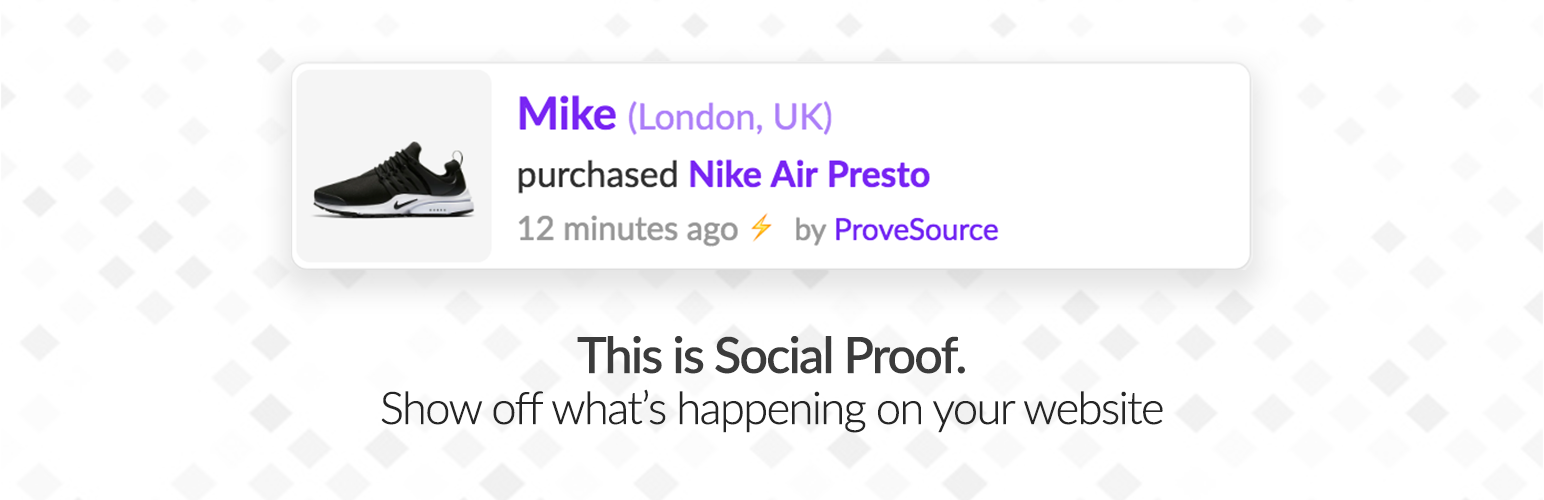 Mike (London, UK)
purchased Nike Air Presto
12 minutes ago ⚡ by ProveSource
This is Social Proof.
Show off what’s happening on your website